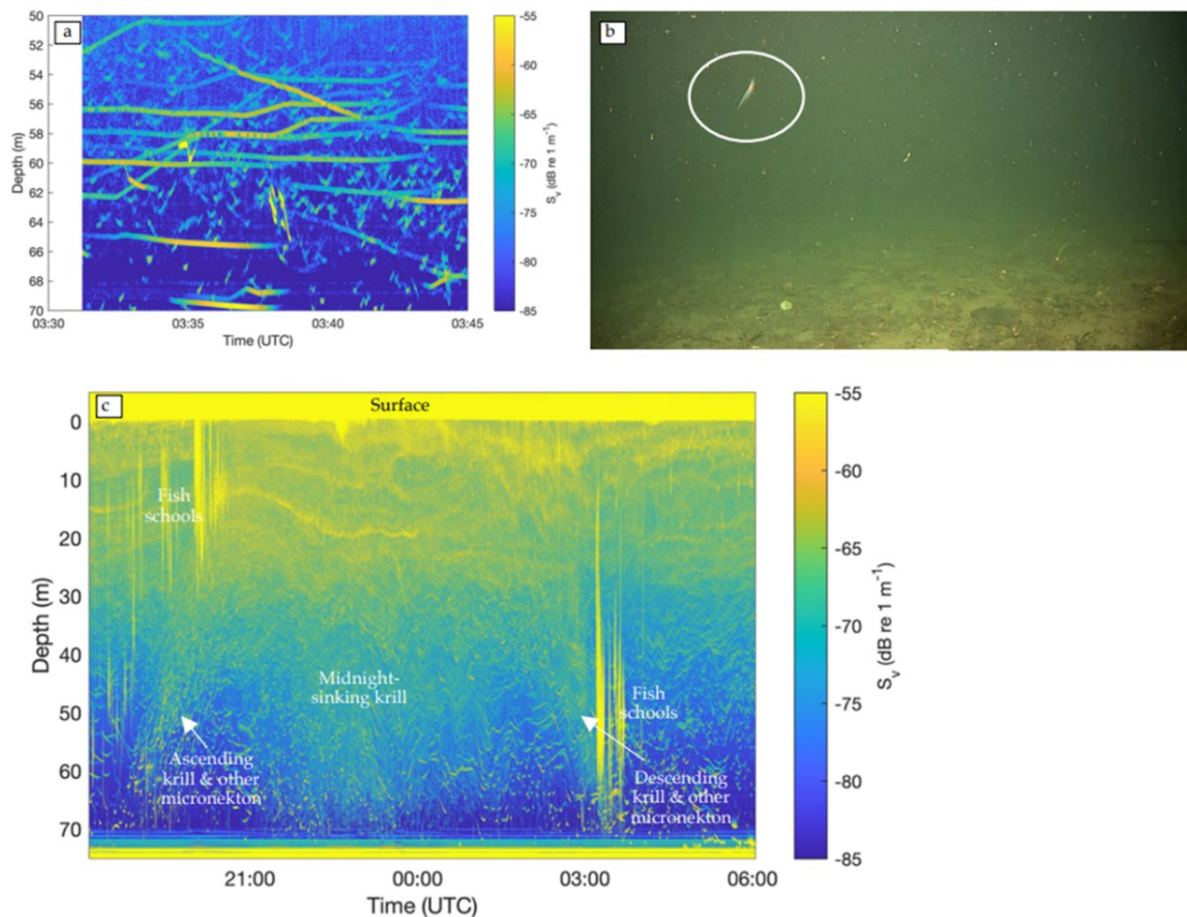 a
50
52
54
56
58
60
62
64
66
68
70
Depth (m)
03:30
03:35
03:40
03:45
Time (UTC)
-55
-60
-65
-70
-75
-80
-85
Sv (dB re 1 m-1)
b
c
Surface
0
10
20
30
40
50
60
70
Depth (m)
Fish
schools
Midnight-
sinking krill
Fish
schools
Ascending
krill & other
micronekton
Descending
krill & other
micronekton
21:00
00:00
03:00
06:00
Time (UTC)
-55
-60
-65
-70
-75
-80
-85
Sv (dB re 1 m-1)